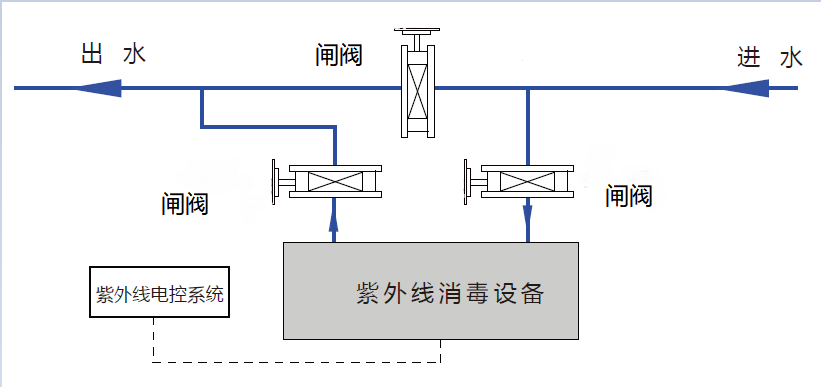 出 水
闸阀
进 水
闸阀
闸阀
紫外线电控系统
紫外线消毒设备